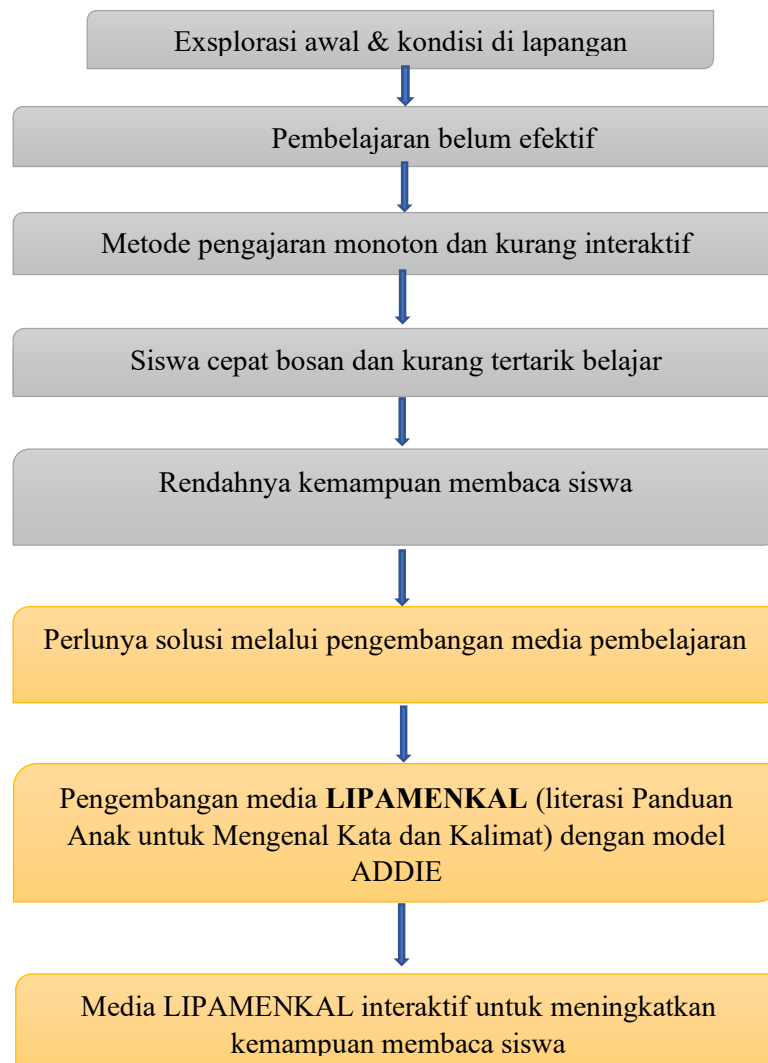 Exsplorasi awal & kondisi di lapangan
Pembelajaran belum efektif
Metode pengajaran monoton dan kurang interaktif
Siswa cepat bosan dan kurang tertarik belajar
Rendahnya kemampuan membaca siswa
Perlunya solusi melalui pengembangan media pembelajaran
Pengembangan media LIPAMENKAL (literasi Panduan
Anak untuk Mengenal Kata dan Kalimat) dengan model
ADDIE
Media LIPAMENKAL interaktif untuk meningkatkan
kemampuan membaca siswa